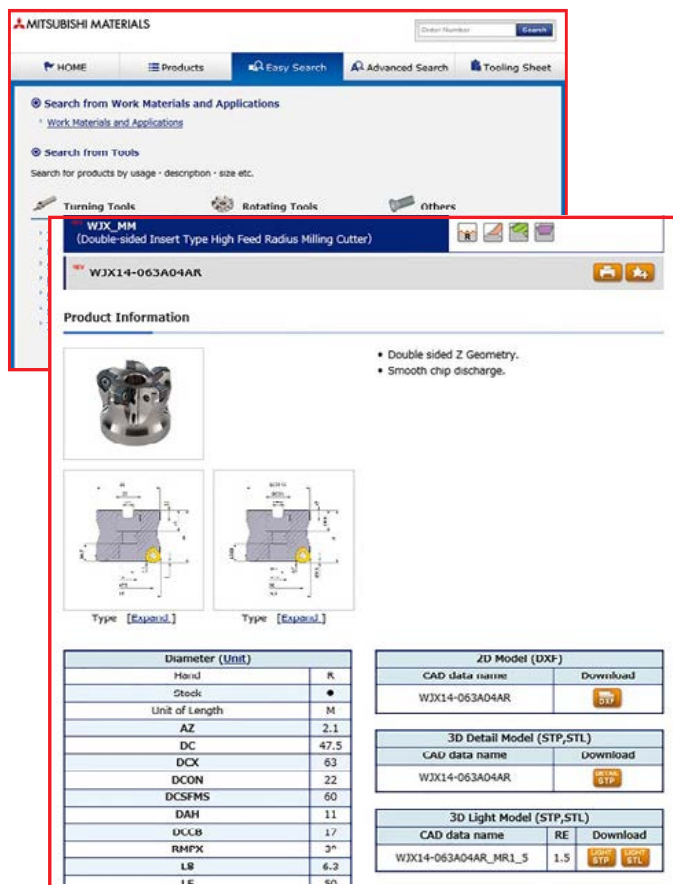 MITSUBISHI MATERIALS
Order Number
Search
HOME
Products
Easy Search
Advanced Search
Tooling Sheet
Search from Work Materials and Applications
Work Materials and Applications
Search from Tools
Search for products by usage · description · size etc.
Turning Tools
Rotating Tools
Others
WJX_MM
(Double-sided Insert Type High Feed Radius Milling Cutter)
R
NEW WJX14-063A04AR
Product Information
• Double sided Z Geometry.
• Smooth chip discharge.
Type [Expand]
Type [Expand]
Diameter (Unit)
Hand R
Stock ●
Unit of Length M
AZ 2.1
DC 47.5
DCX 63
DCON 22
DCSFMS 60
DAH 11
DCCB 17
RMPX 3°
L8 6.3
LF 50
2D Model (DXF)
CAD data name Download
WJX14-063A04AR DXF
3D Detail Model (STP,STL)
CAD data name Download
WJX14-063A04AR DETAIL STP
3D Light Model (STP,STL)
CAD data name RE Download
WJX14-063A04AR_MR1_5 1.5 LIGHT STP LIGHT STL